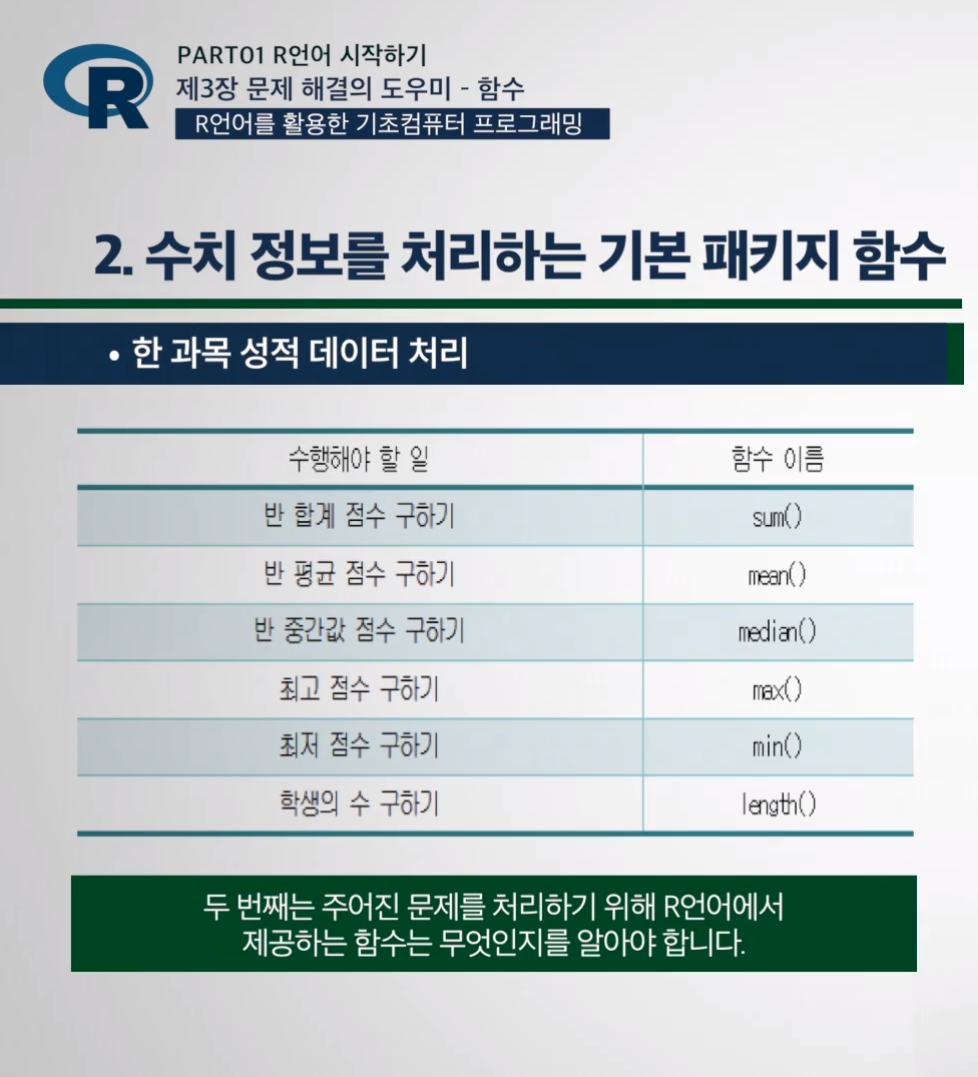 R
PART01 R언어 시작하기
제3장 문제 해결의 도우미 - 함수
R언어를 활용한 기초컴퓨터 프로그래밍
2. 수치 정보를 처리하는 기본 패키지 함수
• 한 과목 성적 데이터 처리
수행해야 할 일 함수 이름
반 합계 점수 구하기 sum()
반 평균 점수 구하기 mean()
반 중간값 점수 구하기 median()
최고 점수 구하기 max()
최저 점수 구하기 min()
학생의 수 구하기 length()
두 번째는 주어진 문제를 처리하기 위해 R언어에서
제공하는 함수는 무엇인지를 알아야 합니다.